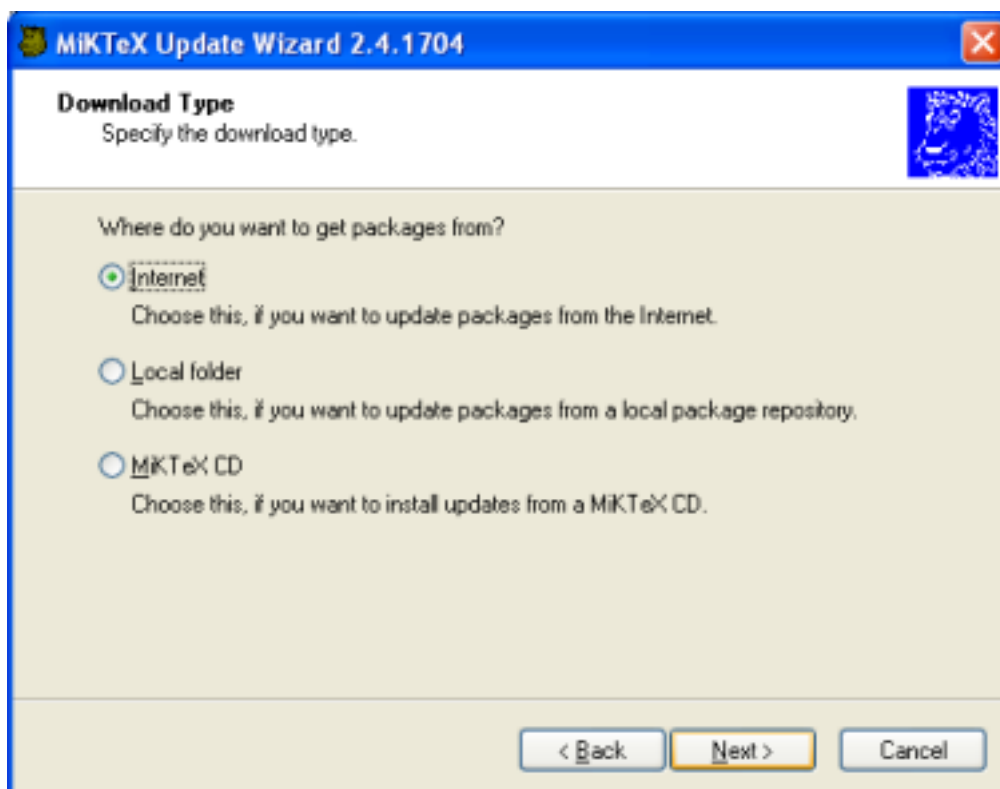 MiKTeX Update Wizard 2.4.1704
Download Type
Specify the download type.
Where do you want to get packages from?
Internet
Choose this, if you want to update packages from the Internet.
Local folder
Choose this, if you want to update packages from a local package repository.
MiKTeX CD
Choose this, if you want to install updates from a MiKTeX CD.
< Back
Next >
Cancel